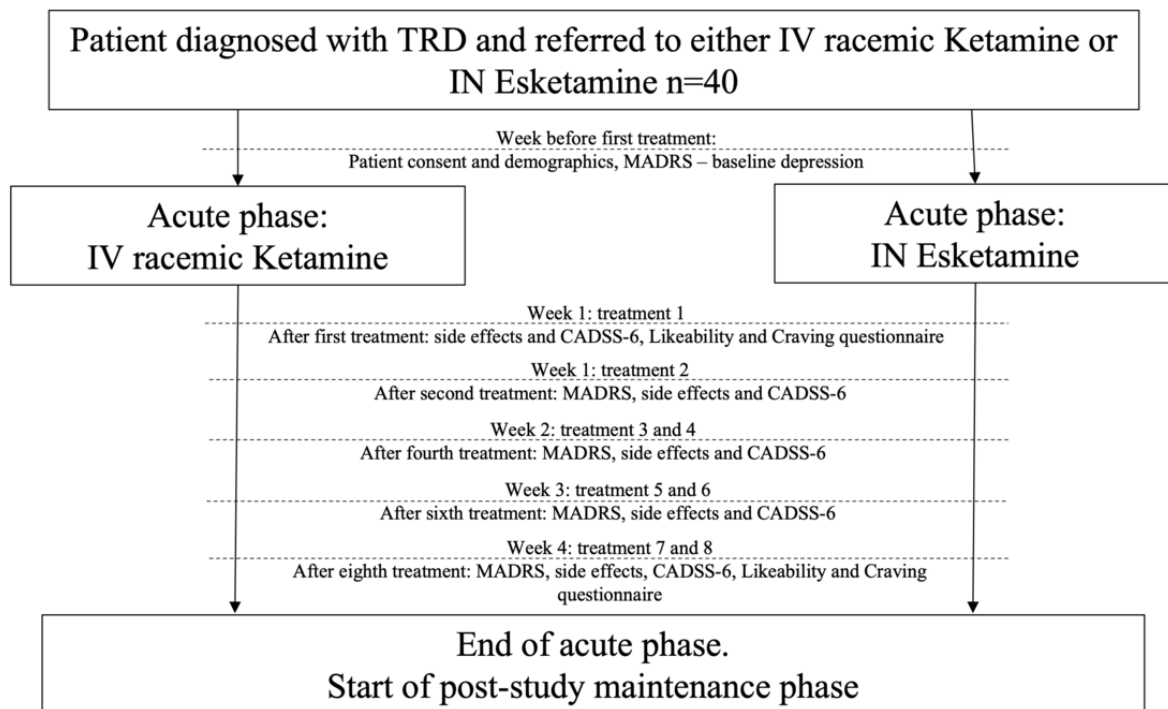 Patient diagnosed with TRD and referred to either IV racemic Ketamine or
IN Esketamine n=40
Week before first treatment:
Patient consent and demographics, MADRS – baseline depression
Acute phase:
IV racemic Ketamine
Acute phase:
IN Esketamine
Week 1: treatment 1
After first treatment: side effects and CADSS-6, Likeability and Craving questionnaire
Week 1: treatment 2
After second treatment: MADRS, side effects and CADSS-6
Week 2: treatment 3 and 4
After fourth treatment: MADRS, side effects and CADSS-6
Week 3: treatment 5 and 6
After sixth treatment: MADRS, side effects and CADSS-6
Week 4: treatment 7 and 8
After eighth treatment: MADRS, side effects, CADSS-6, Likeability and Craving
questionnaire
End of acute phase.
Start of post-study maintenance phase